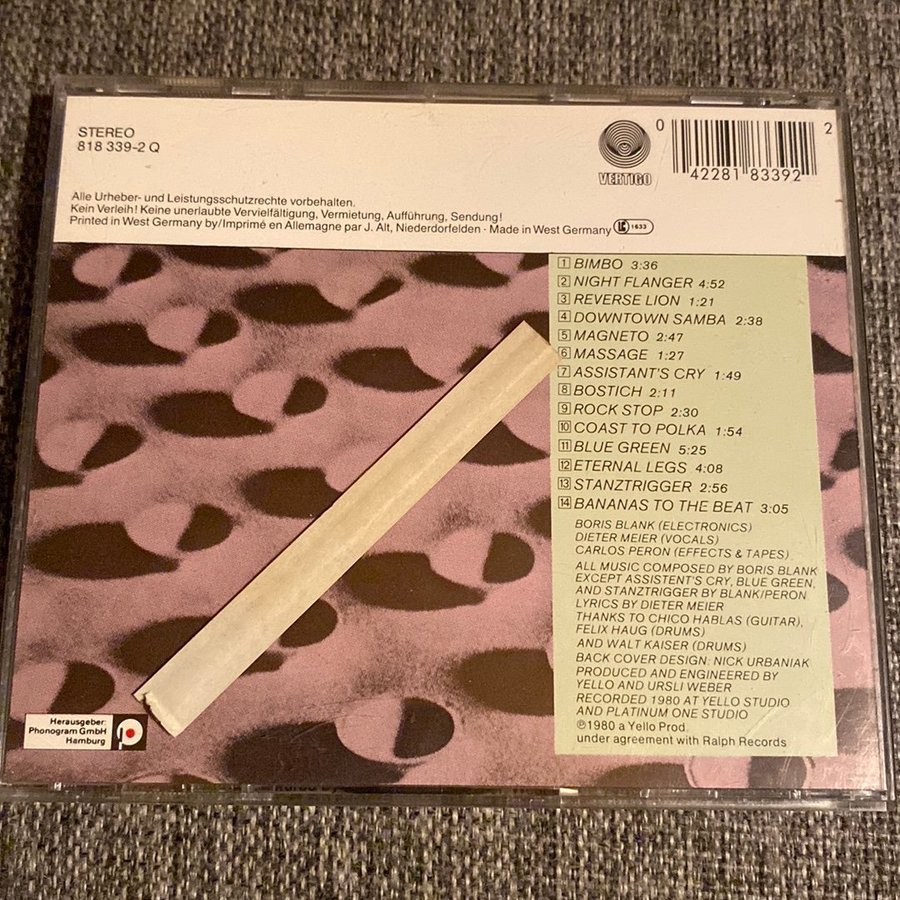 STEREO
818 339-2 Q
VERTIGO
0 42281 83392 2
Alle Urheber- und Leistungsschutzrechte vorbehalten.
Kein Verleih! Keine unerlaubte Vervielfältigung, Vermietung, Aufführung, Sendung!
Printed in West Germany by/Imprimé en Allemagne par J. Alt, Niederdorfelden · Made in West Germany LC 1633
1 BIMBO 3:36
2 NIGHT FLANGER 4:52
3 REVERSE LION 1:21
4 DOWNTOWN SAMBA 2:38
5 MAGNETO 2:47
6 MASSAGE 1:27
7 ASSISTANT'S CRY 1:49
8 BOSTICH 2:11
9 ROCK STOP 2:30
10 COAST TO POLKA 1:54
11 BLUE GREEN 5:25
12 ETERNAL LEGS 4:08
13 STANZTRIGGER 2:56
14 BANANAS TO THE BEAT 3:05
BORIS BLANK (ELECTRONICS)
DIETER MEIER (VOCALS)
CARLOS PERON (EFFECTS & TAPES)
ALL MUSIC COMPOSED BY BORIS BLANK
EXCEPT ASSISTENT'S CRY, BLUE GREEN,
AND STANZTRIGGER BY BLANK/PERON
LYRICS BY DIETER MEIER
THANKS TO CHICO HABLAS (GUITAR),
FELIX HAUG (DRUMS)
AND WALT KAISER (DRUMS)
BACK COVER DESIGN: NICK URBANIAK
PRODUCED AND ENGINEERED BY
YELLO AND URSLI WEBER
RECORDED 1980 AT YELLO STUDIO
AND PLATINUM ONE STUDIO
℗1980 a Yello Prod.
under agreement with Ralph Records
Herausgeber:
Phonogram GmbH
Hamburg